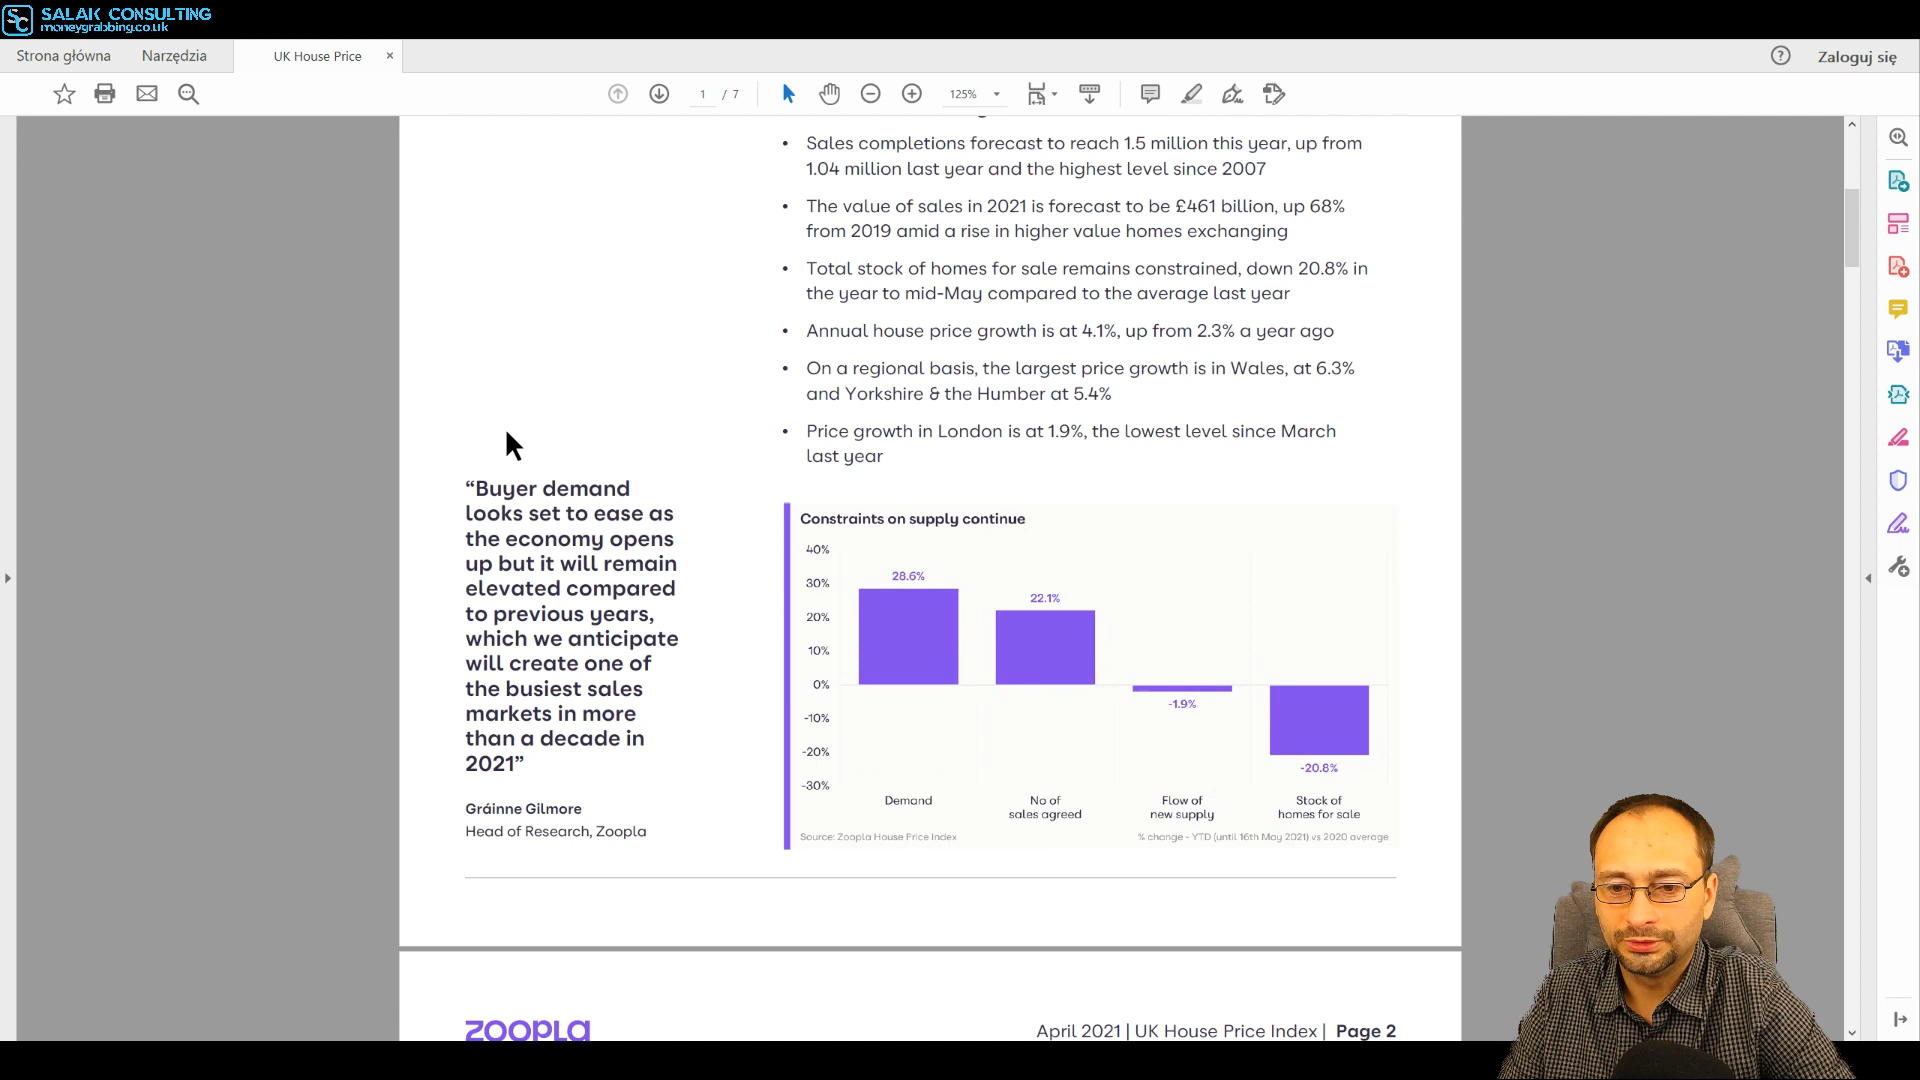 SALAK CONSULTING
moneygrabbing.co.uk
Strona główna
Narzędzia
UK House Price
Zaloguj się
1 / 7
125%
• Sales completions forecast to reach 1.5 million this year, up from
1.04 million last year and the highest level since 2007
• The value of sales in 2021 is forecast to be £461 billion, up 68%
from 2019 amid a rise in higher value homes exchanging
• Total stock of homes for sale remains constrained, down 20.8% in
the year to mid-May compared to the average last year
• Annual house price growth is at 4.1%, up from 2.3% a year ago
• On a regional basis, the largest price growth is in Wales, at 6.3%
and Yorkshire & the Humber at 5.4%
• Price growth in London is at 1.9%, the lowest level since March
last year
“Buyer demand
looks set to ease as
the economy opens
up but it will remain
elevated compared
to previous years,
which we anticipate
will create one of
the busiest sales
markets in more
than a decade in
2021”
Gráinne Gilmore
Head of Research, Zoopla
Constraints on supply continue
40%
30%
20%
10%
0%
-10%
-20%
-30%
28.6%
22.1%
-1.9%
-20.8%
Demand
No of
sales agreed
Flow of
new supply
Stock of
homes for sale
Source: Zoopla House Price Index
% change - YTD (until 16th May 2021) vs 2020 average
zoopla
April 2021 | UK House Price Index | Page 2